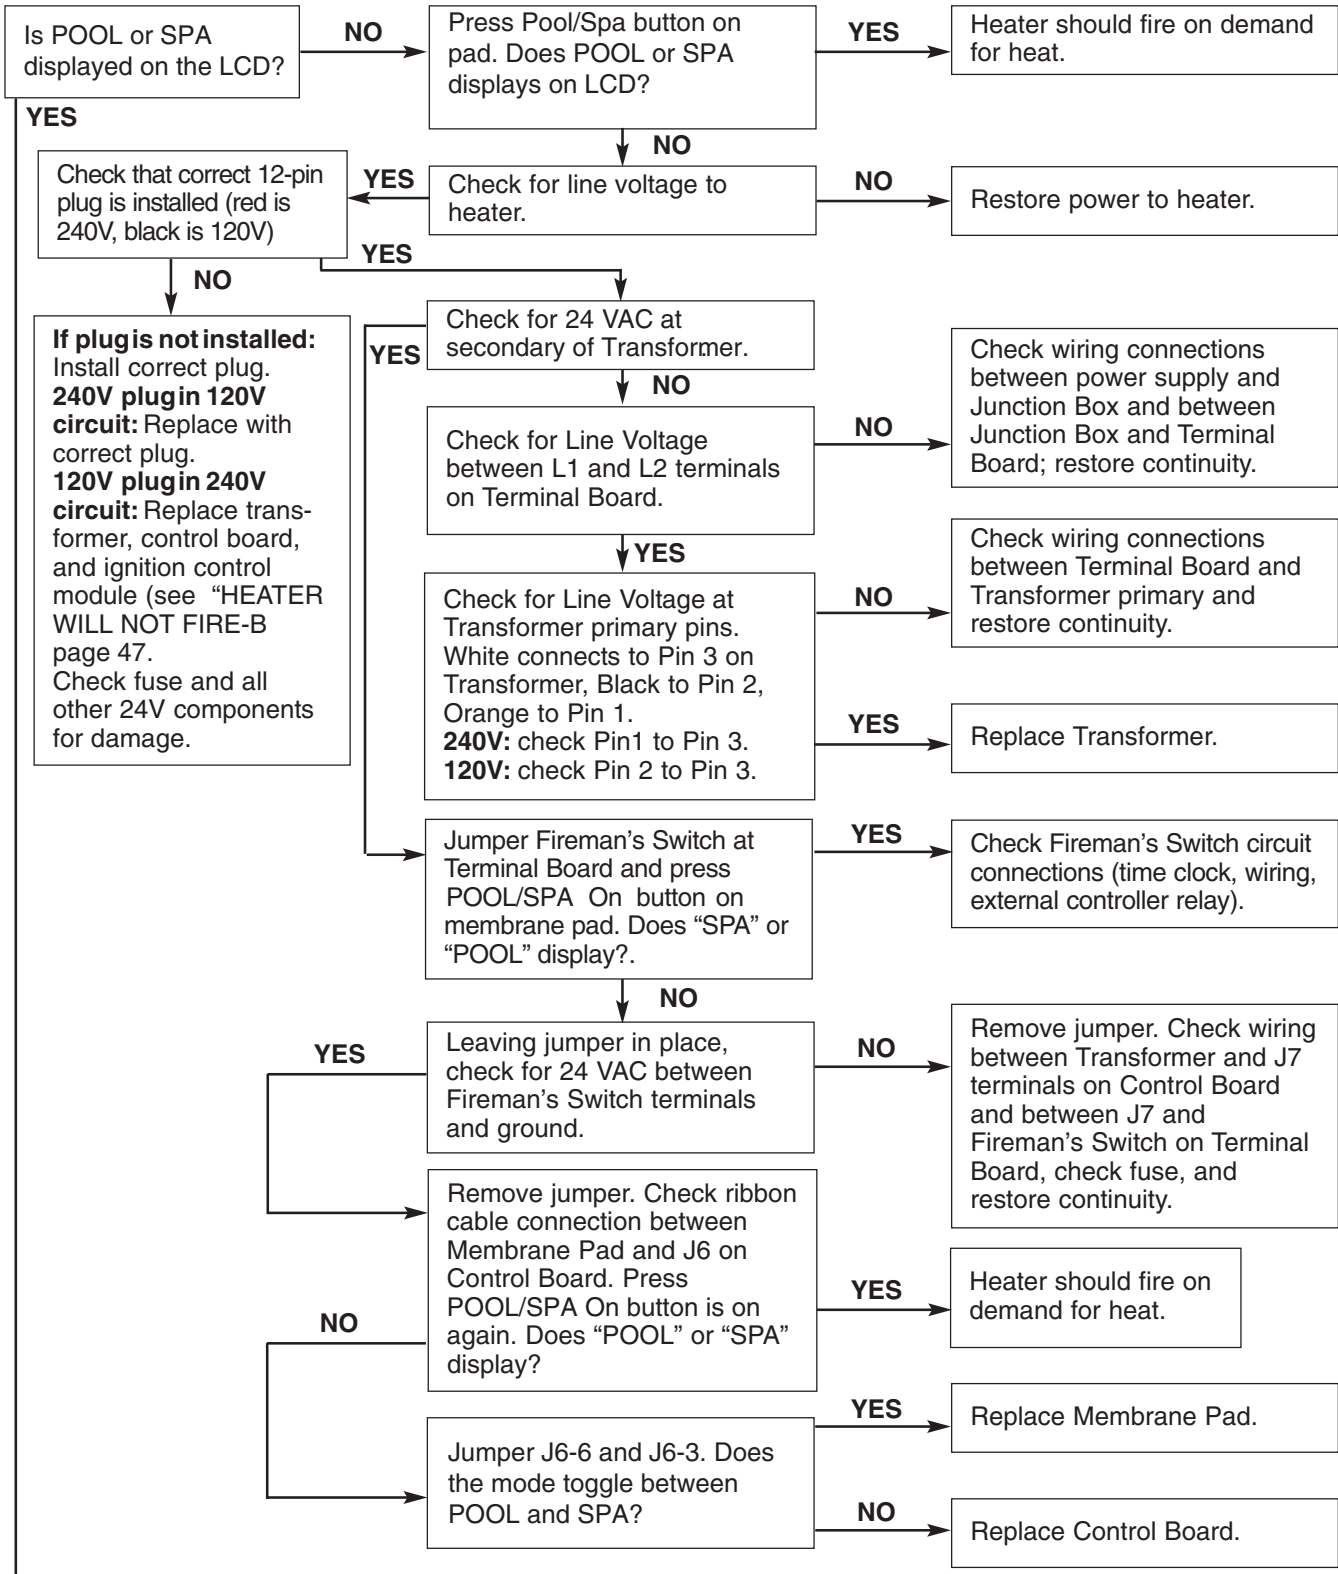 Is POOL or SPA
displayed on the LCD?
NO
Press Pool/Spa button on
pad. Does POOL or SPA
displays on LCD?
YES
Heater should fire on demand
for heat.
YES
NO
Check that correct 12-pin
plug is installed (red is
240V, black is 120V)
YES
Check for line voltage to
heater.
NO
Restore power to heater.
NO
YES
If plug is not installed:
Install correct plug.
240V plug in 120V
circuit: Replace with
correct plug.
120V plug in 240V
circuit: Replace trans-
former, control board,
and ignition control
module (see “HEATER
WILL NOT FIRE-B
page 47.
Check fuse and all
other 24V components
for damage.
Check for 24 VAC at
secondary of Transformer.
YES
NO
Check for Line Voltage
between L1 and L2 terminals
on Terminal Board.
NO
Check wiring connections
between power supply and
Junction Box and between
Junction Box and Terminal
Board; restore continuity.
YES
Check for Line Voltage at
Transformer primary pins.
White connects to Pin 3 on
Transformer, Black to Pin 2,
Orange to Pin 1.
240V: check Pin1 to Pin 3.
120V: check Pin 2 to Pin 3.
NO
Check wiring connections
between Terminal Board and
Transformer primary and
restore continuity.
YES
Replace Transformer.
Jumper Fireman’s Switch at
Terminal Board and press
POOL/SPA On button on
membrane pad. Does “SPA” or
“POOL” display?.
YES
Check Fireman’s Switch circuit
connections (time clock, wiring,
external controller relay).
NO
YES
Leaving jumper in place,
check for 24 VAC between
Fireman’s Switch terminals
and ground.
NO
Remove jumper. Check wiring
between Transformer and J7
terminals on Control Board
and between J7 and
Fireman’s Switch on Terminal
Board, check fuse, and
restore continuity.
Remove jumper. Check ribbon
cable connection between
Membrane Pad and J6 on
Control Board. Press
POOL/SPA On button is on
again. Does “POOL” or “SPA”
display?
YES
Heater should fire on
demand for heat.
NO
Jumper J6-6 and J6-3. Does
the mode toggle between
POOL and SPA?
YES
Replace Membrane Pad.
NO
Replace Control Board.